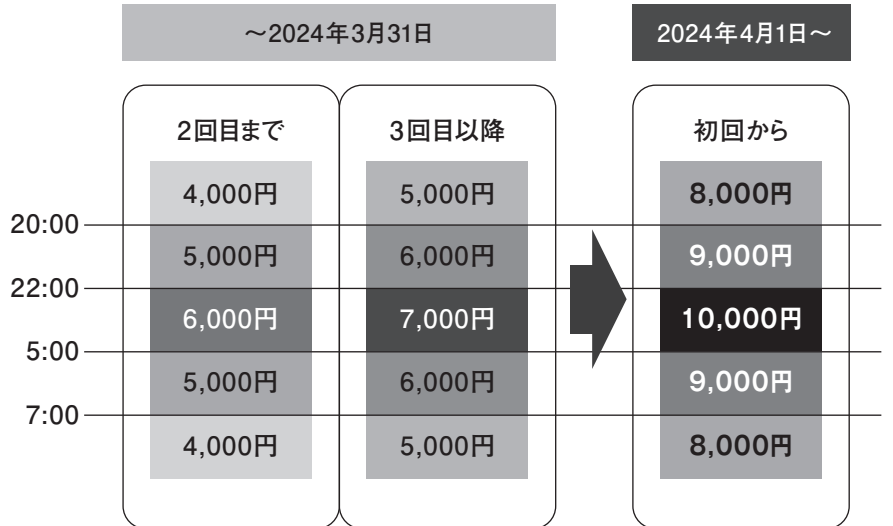 ～2024年3月31日
2024年4月1日～
2回目まで
3回目以降
初回から
4,000円
5,000円
8,000円
20:00
5,000円
6,000円
9,000円
22:00
6,000円
7,000円
10,000円
5:00
5,000円
6,000円
9,000円
7:00
4,000円
5,000円
8,000円